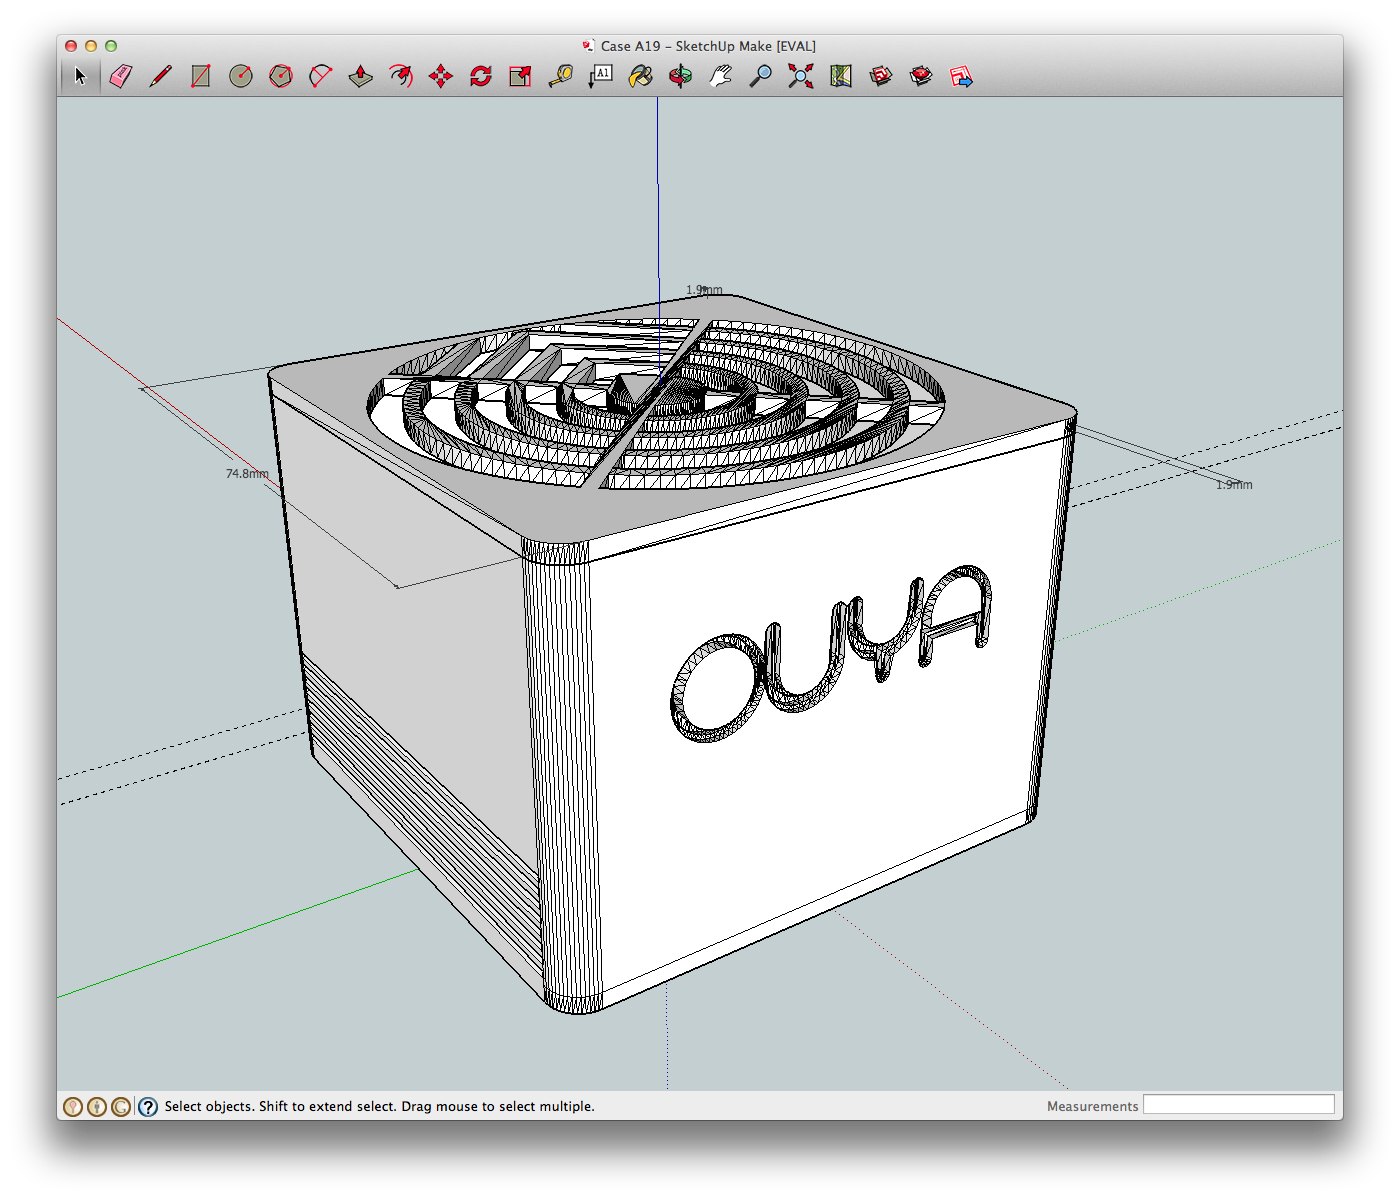 Case A19 – SketchUp Make [EVAL]
A1
1.9mm
74.8mm
1.9mm
OUYA
Select objects. Shift to extend select. Drag mouse to select multiple.
Measurements